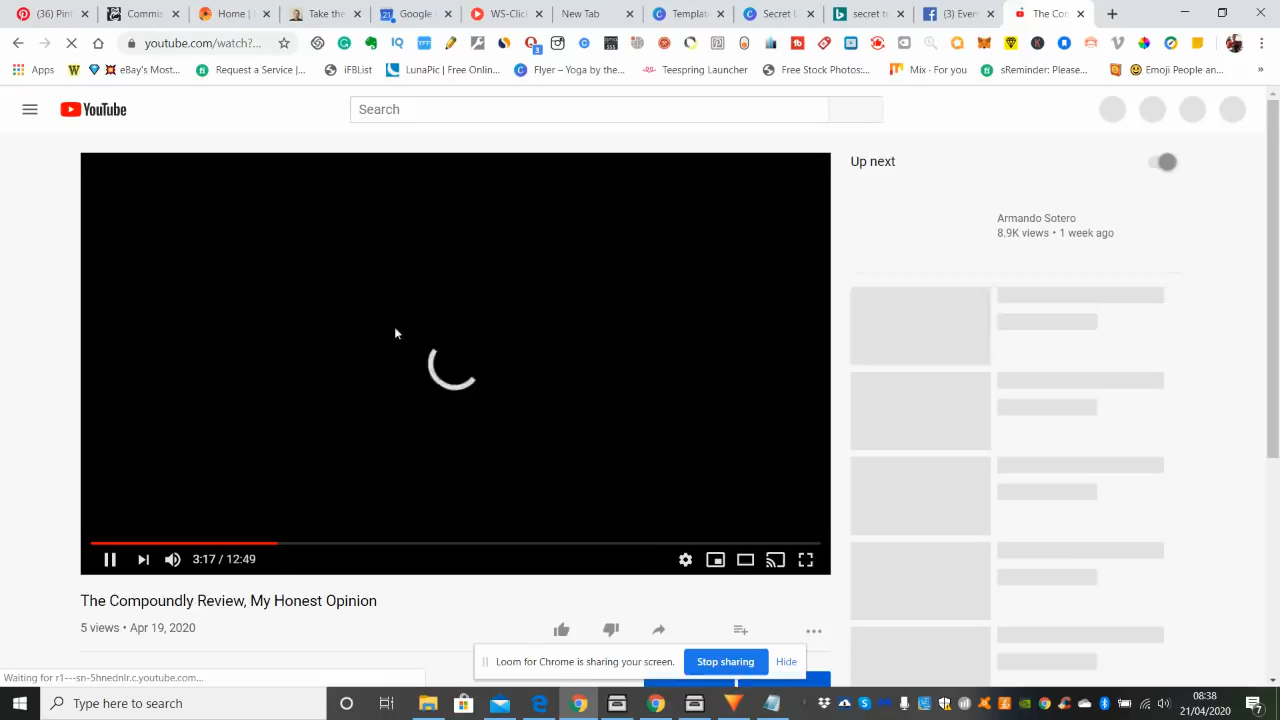 (36) Pint
Commis
Home |
Take the
Google
WS-Click
New Tab
Templat
Secret L
secret te
(3) Even
The Con
youtube.com/watch?...
Apps
eBay's Most...
Request a Service |...
iFBList
LunaPic | Free Onlin...
Flyer – Yoga by the...
Teespring Launcher
Free Stock Photos:...
Mix · For you
sReminder: Please...
Emoji People an...
»
YouTube
Search
Up next
Armando Sotero
8.9K views • 1 week ago
3:17 / 12:49
The Compoundly Review, My Honest Opinion
5 views • Apr 19, 2020
Loom for Chrome is sharing your screen.
Stop sharing
Hide
Waiting for r1---sn-5hnednlr.c.youtube.com...
Type here to search
08:38
21/04/2020